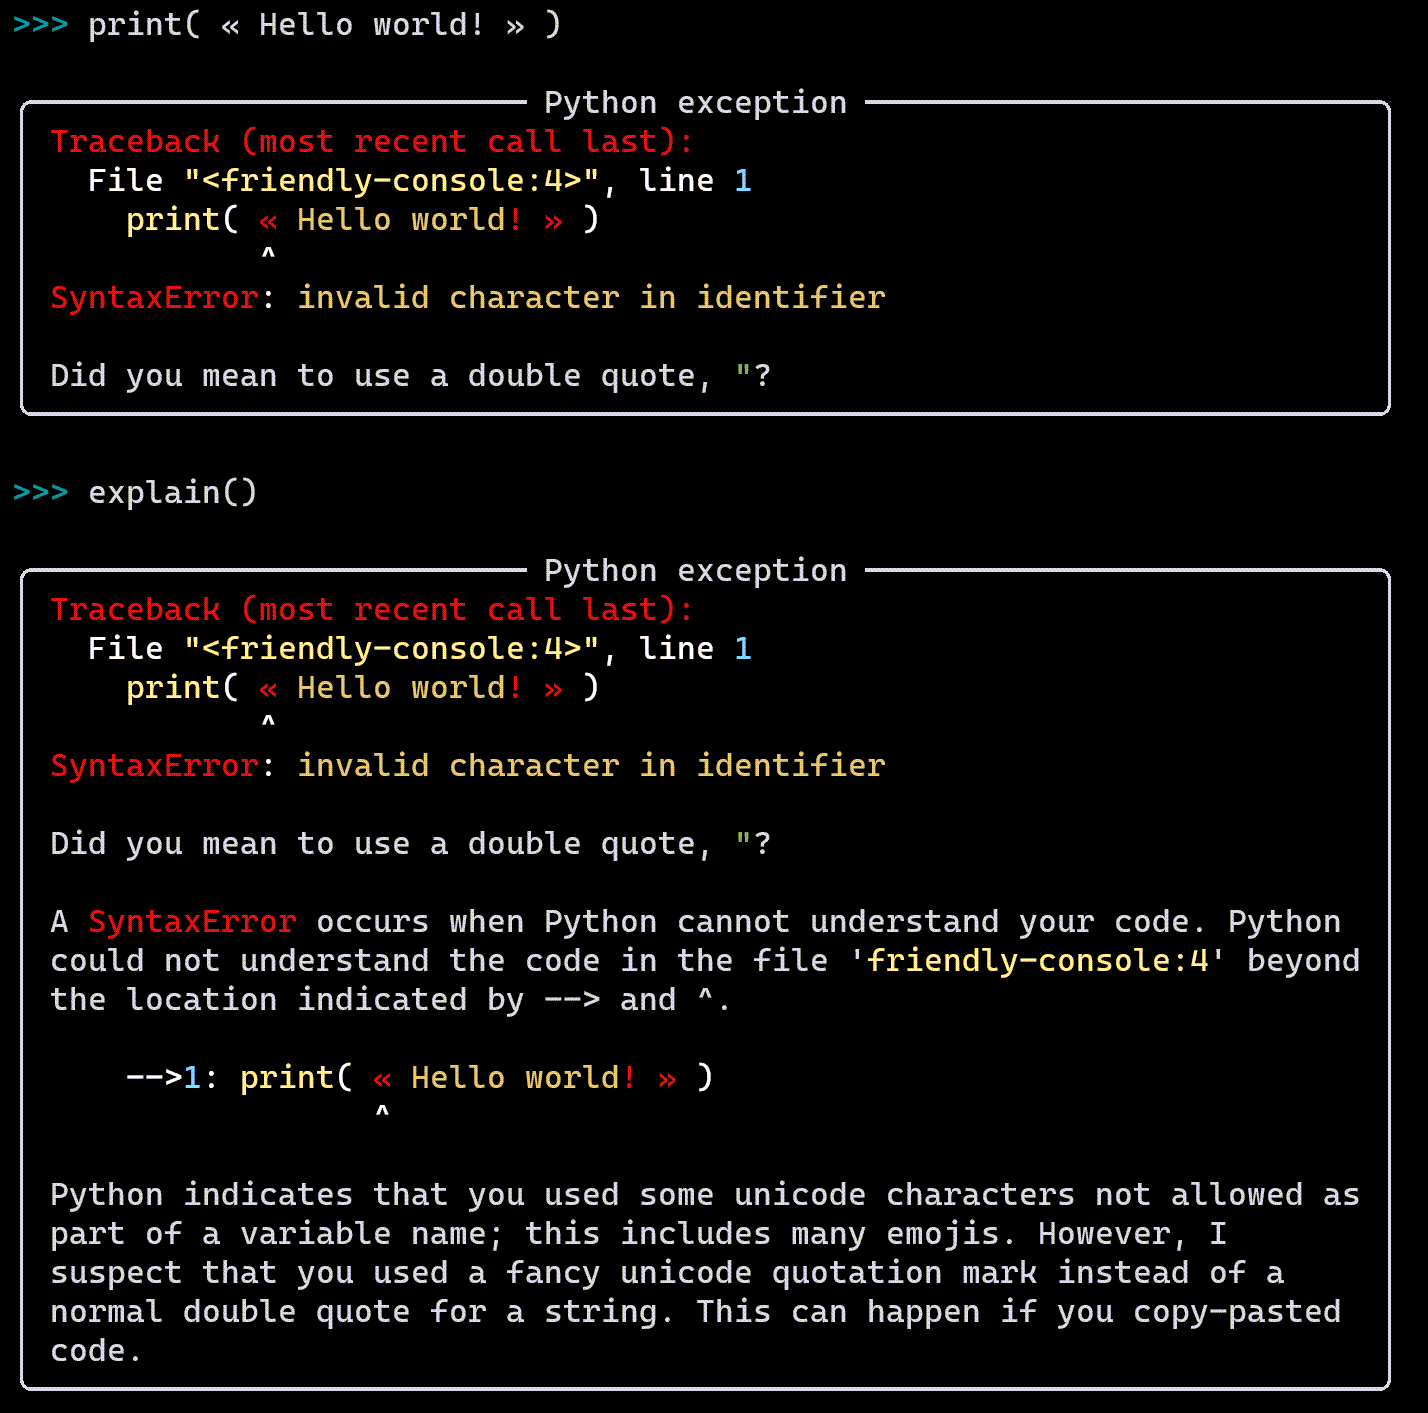 >>> print( « Hello world! » )
Python exception
Traceback (most recent call last):
File "<friendly-console:4>", line 1
print( « Hello world! » )
^
SyntaxError: invalid character in identifier
Did you mean to use a double quote, "?
>>> explain()
Python exception
Traceback (most recent call last):
File "<friendly-console:4>", line 1
print( « Hello world! » )
^
SyntaxError: invalid character in identifier
Did you mean to use a double quote, "?
A SyntaxError occurs when Python cannot understand your code. Python
could not understand the code in the file 'friendly-console:4' beyond
the location indicated by --> and ^.
-->1: print( « Hello world! » )
^
Python indicates that you used some unicode characters not allowed as
part of a variable name; this includes many emojis. However, I
suspect that you used a fancy unicode quotation mark instead of a
normal double quote for a string. This can happen if you copy-pasted
code.